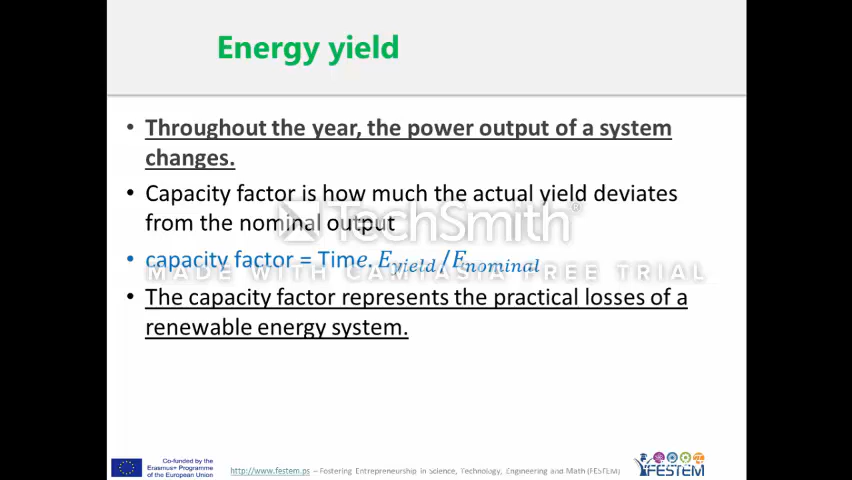 Energy yield
• Throughout the year, the power output of a system
changes.
• Capacity factor is how much the actual yield deviates
from the nominal output
TechSmith®
• capacity factor = Time. E_yield/E_nominal
MADE WITH CAMTASIA FREE TRIAL
• The capacity factor represents the practical losses of a
renewable energy system.
Co-funded by the
Erasmus+ Programme
of the European Union
http://www.festem.ps – Fostering Entrepreneurship in Science, Technology, Engineering and Math (FESTEM)
FESTEM